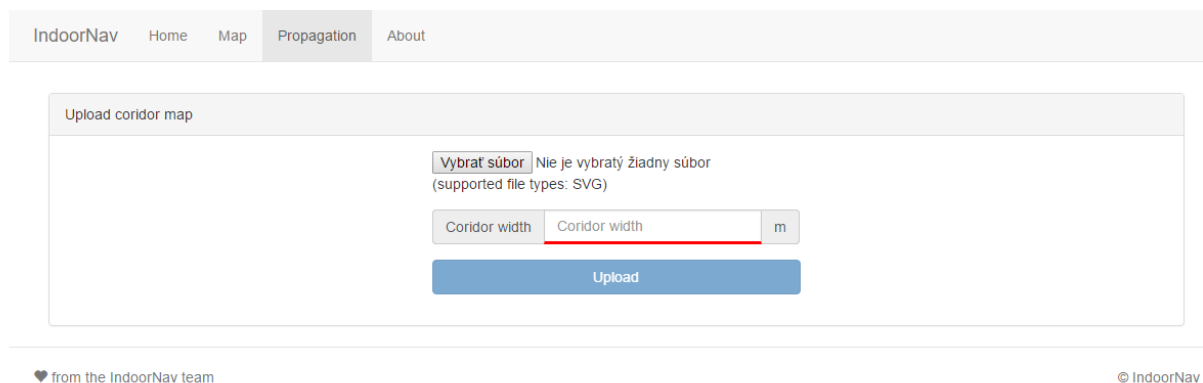 IndoorNav Home Map Propagation About
Upload coridor map
Vybrať súbor Nie je vybratý žiadny súbor
(supported file types: SVG)
Coridor width Coridor width m
Upload
♥ from the IndoorNav team © IndoorNav